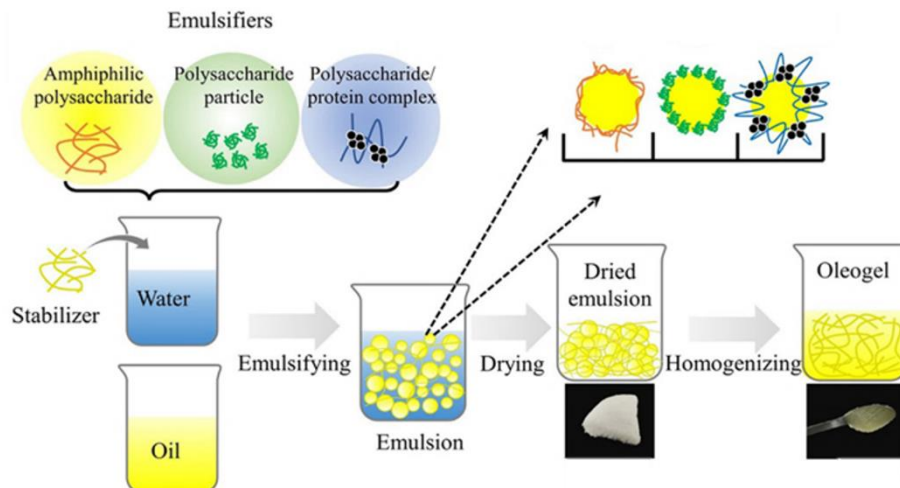 Emulsifiers
Amphiphilic
polysaccharide
Polysaccharide
particle
Polysaccharide/
protein complex
Stabilizer
Water
Oil
Emulsifying
Emulsion
Drying
Dried
emulsion
Homogenizing
Oleogel